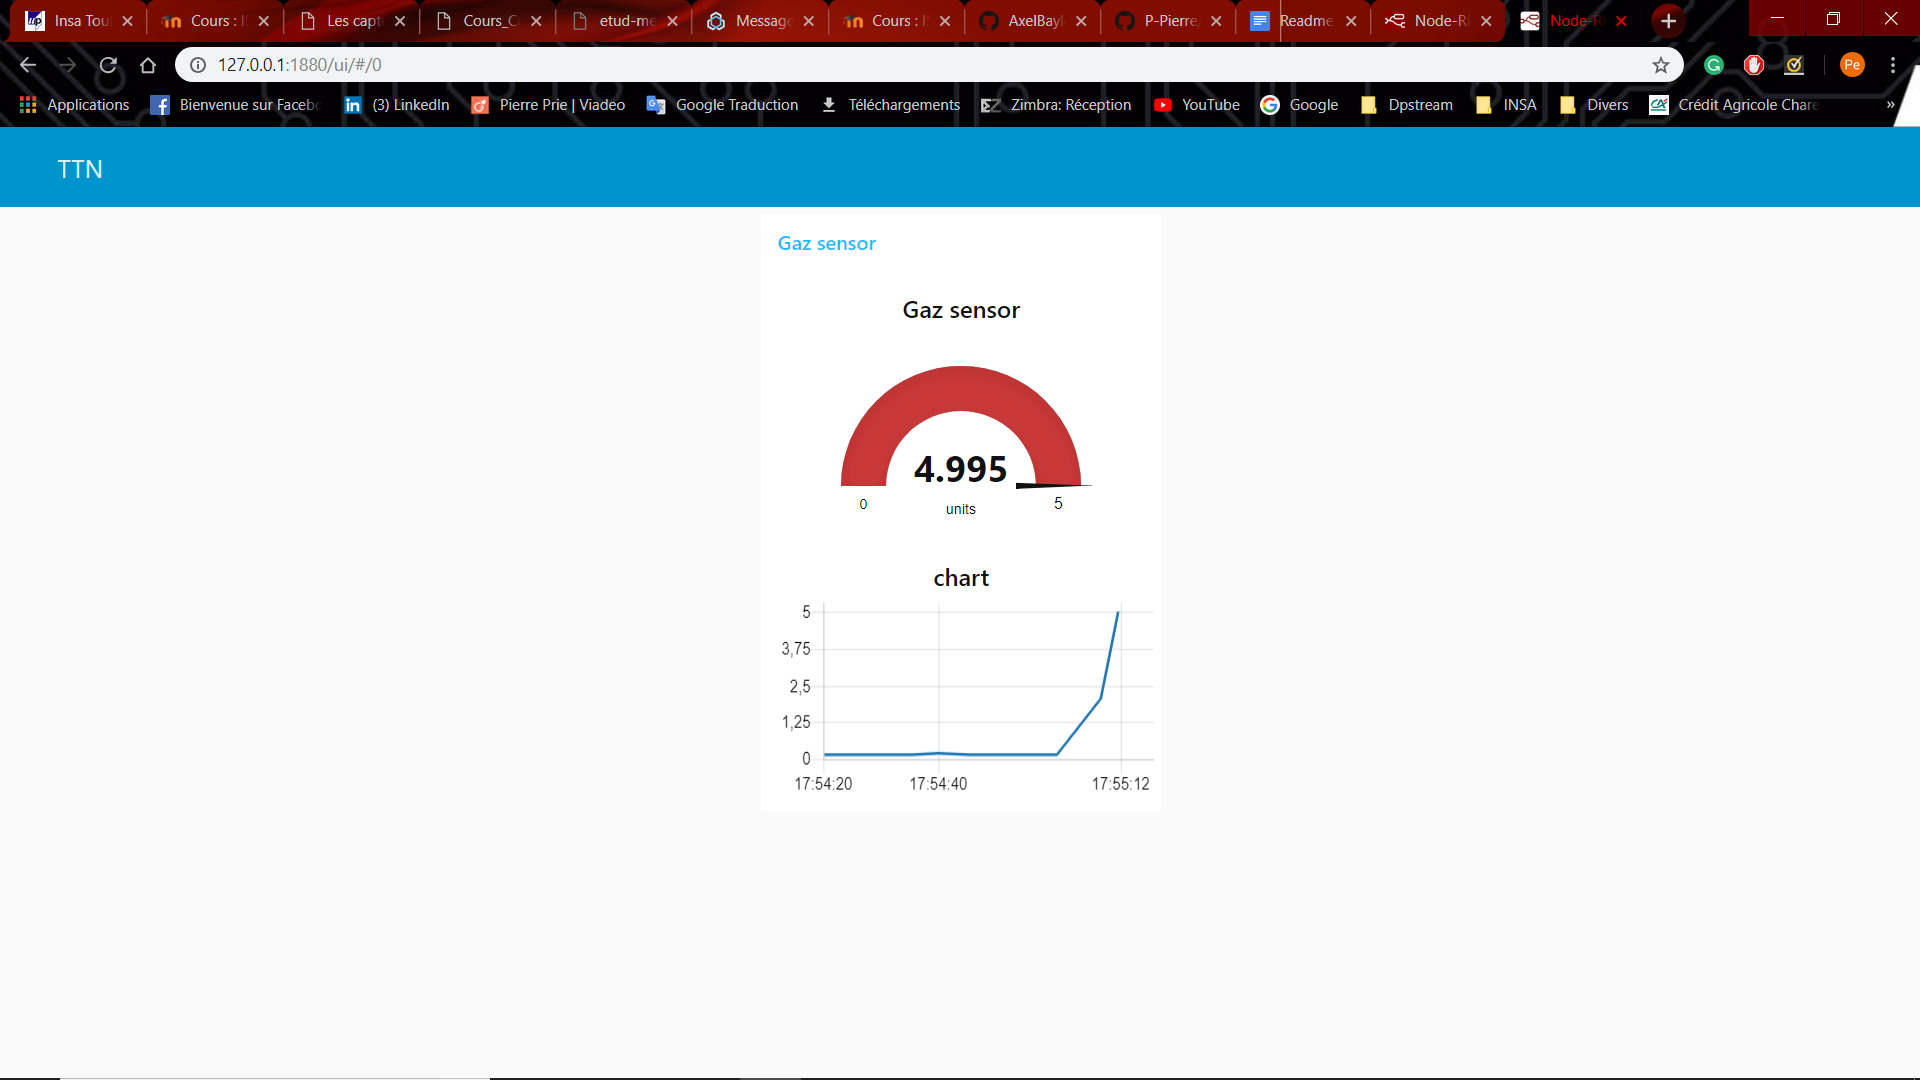 Insa Tou
Cours : I
Les capt
Cours_C
etud-me
Message
Cours : I
AxelBayl
P-Pierre
Readme
Node-R
Node-R
127.0.0.1:1880/ui/#/0
Pe
Applications
Bienvenue sur Facebo
(3) LinkedIn
Pierre Prie | Viadeo
Google Traduction
Téléchargements
Zimbra: Réception
YouTube
Google
Dpstream
INSA
Divers
Crédit Agricole Chare
»
TTN
Gaz sensor
Gaz sensor
4.995
0
units
5
chart
5
3,75
2,5
1,25
0
17:54:20
17:54:40
17:55:12